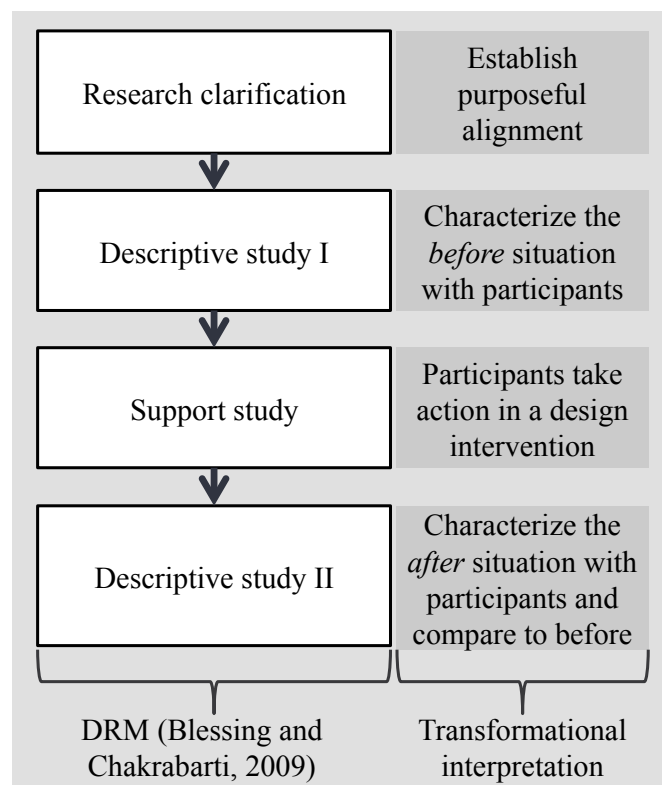 Research clarification
Establish
purposeful
alignment
Descriptive study I
Characterize the
before situation
with participants
Support study
Participants take
action in a design
intervention
Descriptive study II
Characterize the
after situation with
participants and
compare to before
DRM (Blessing and
Chakrabarti, 2009)
Transformational
interpretation